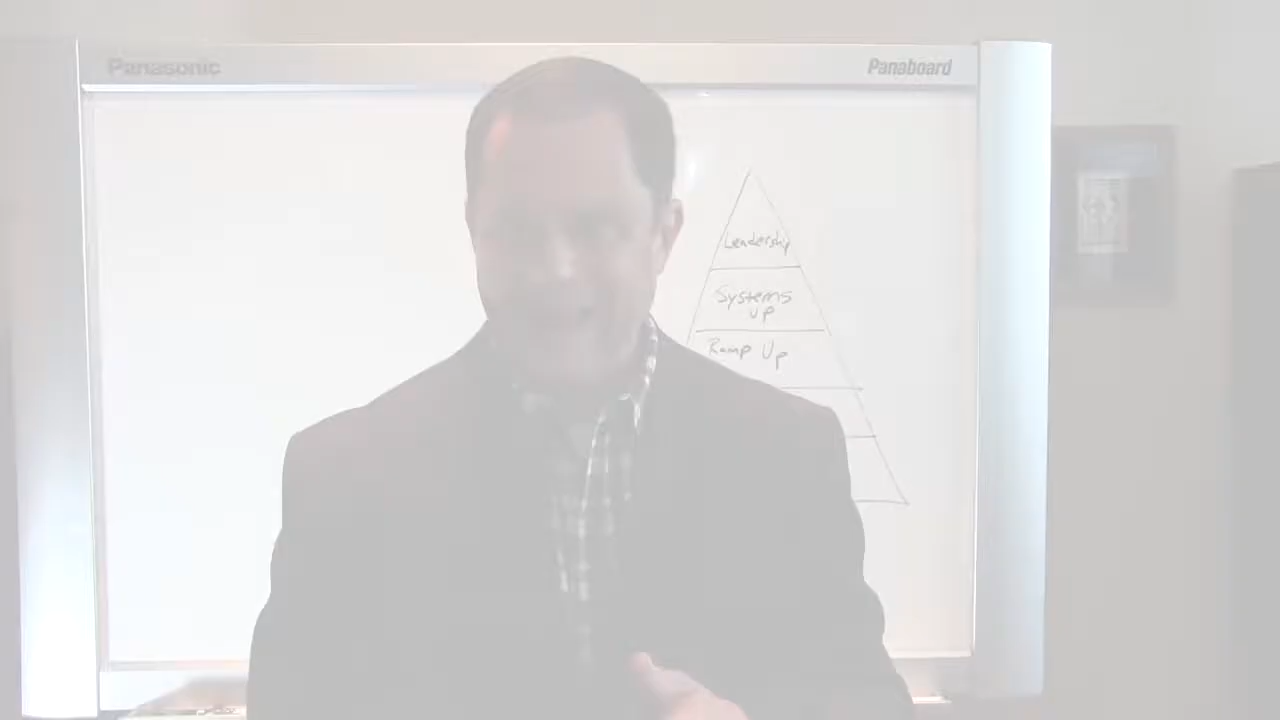 Panasonic
Panaboard
Leadership
Systems
Up
Ramp Up